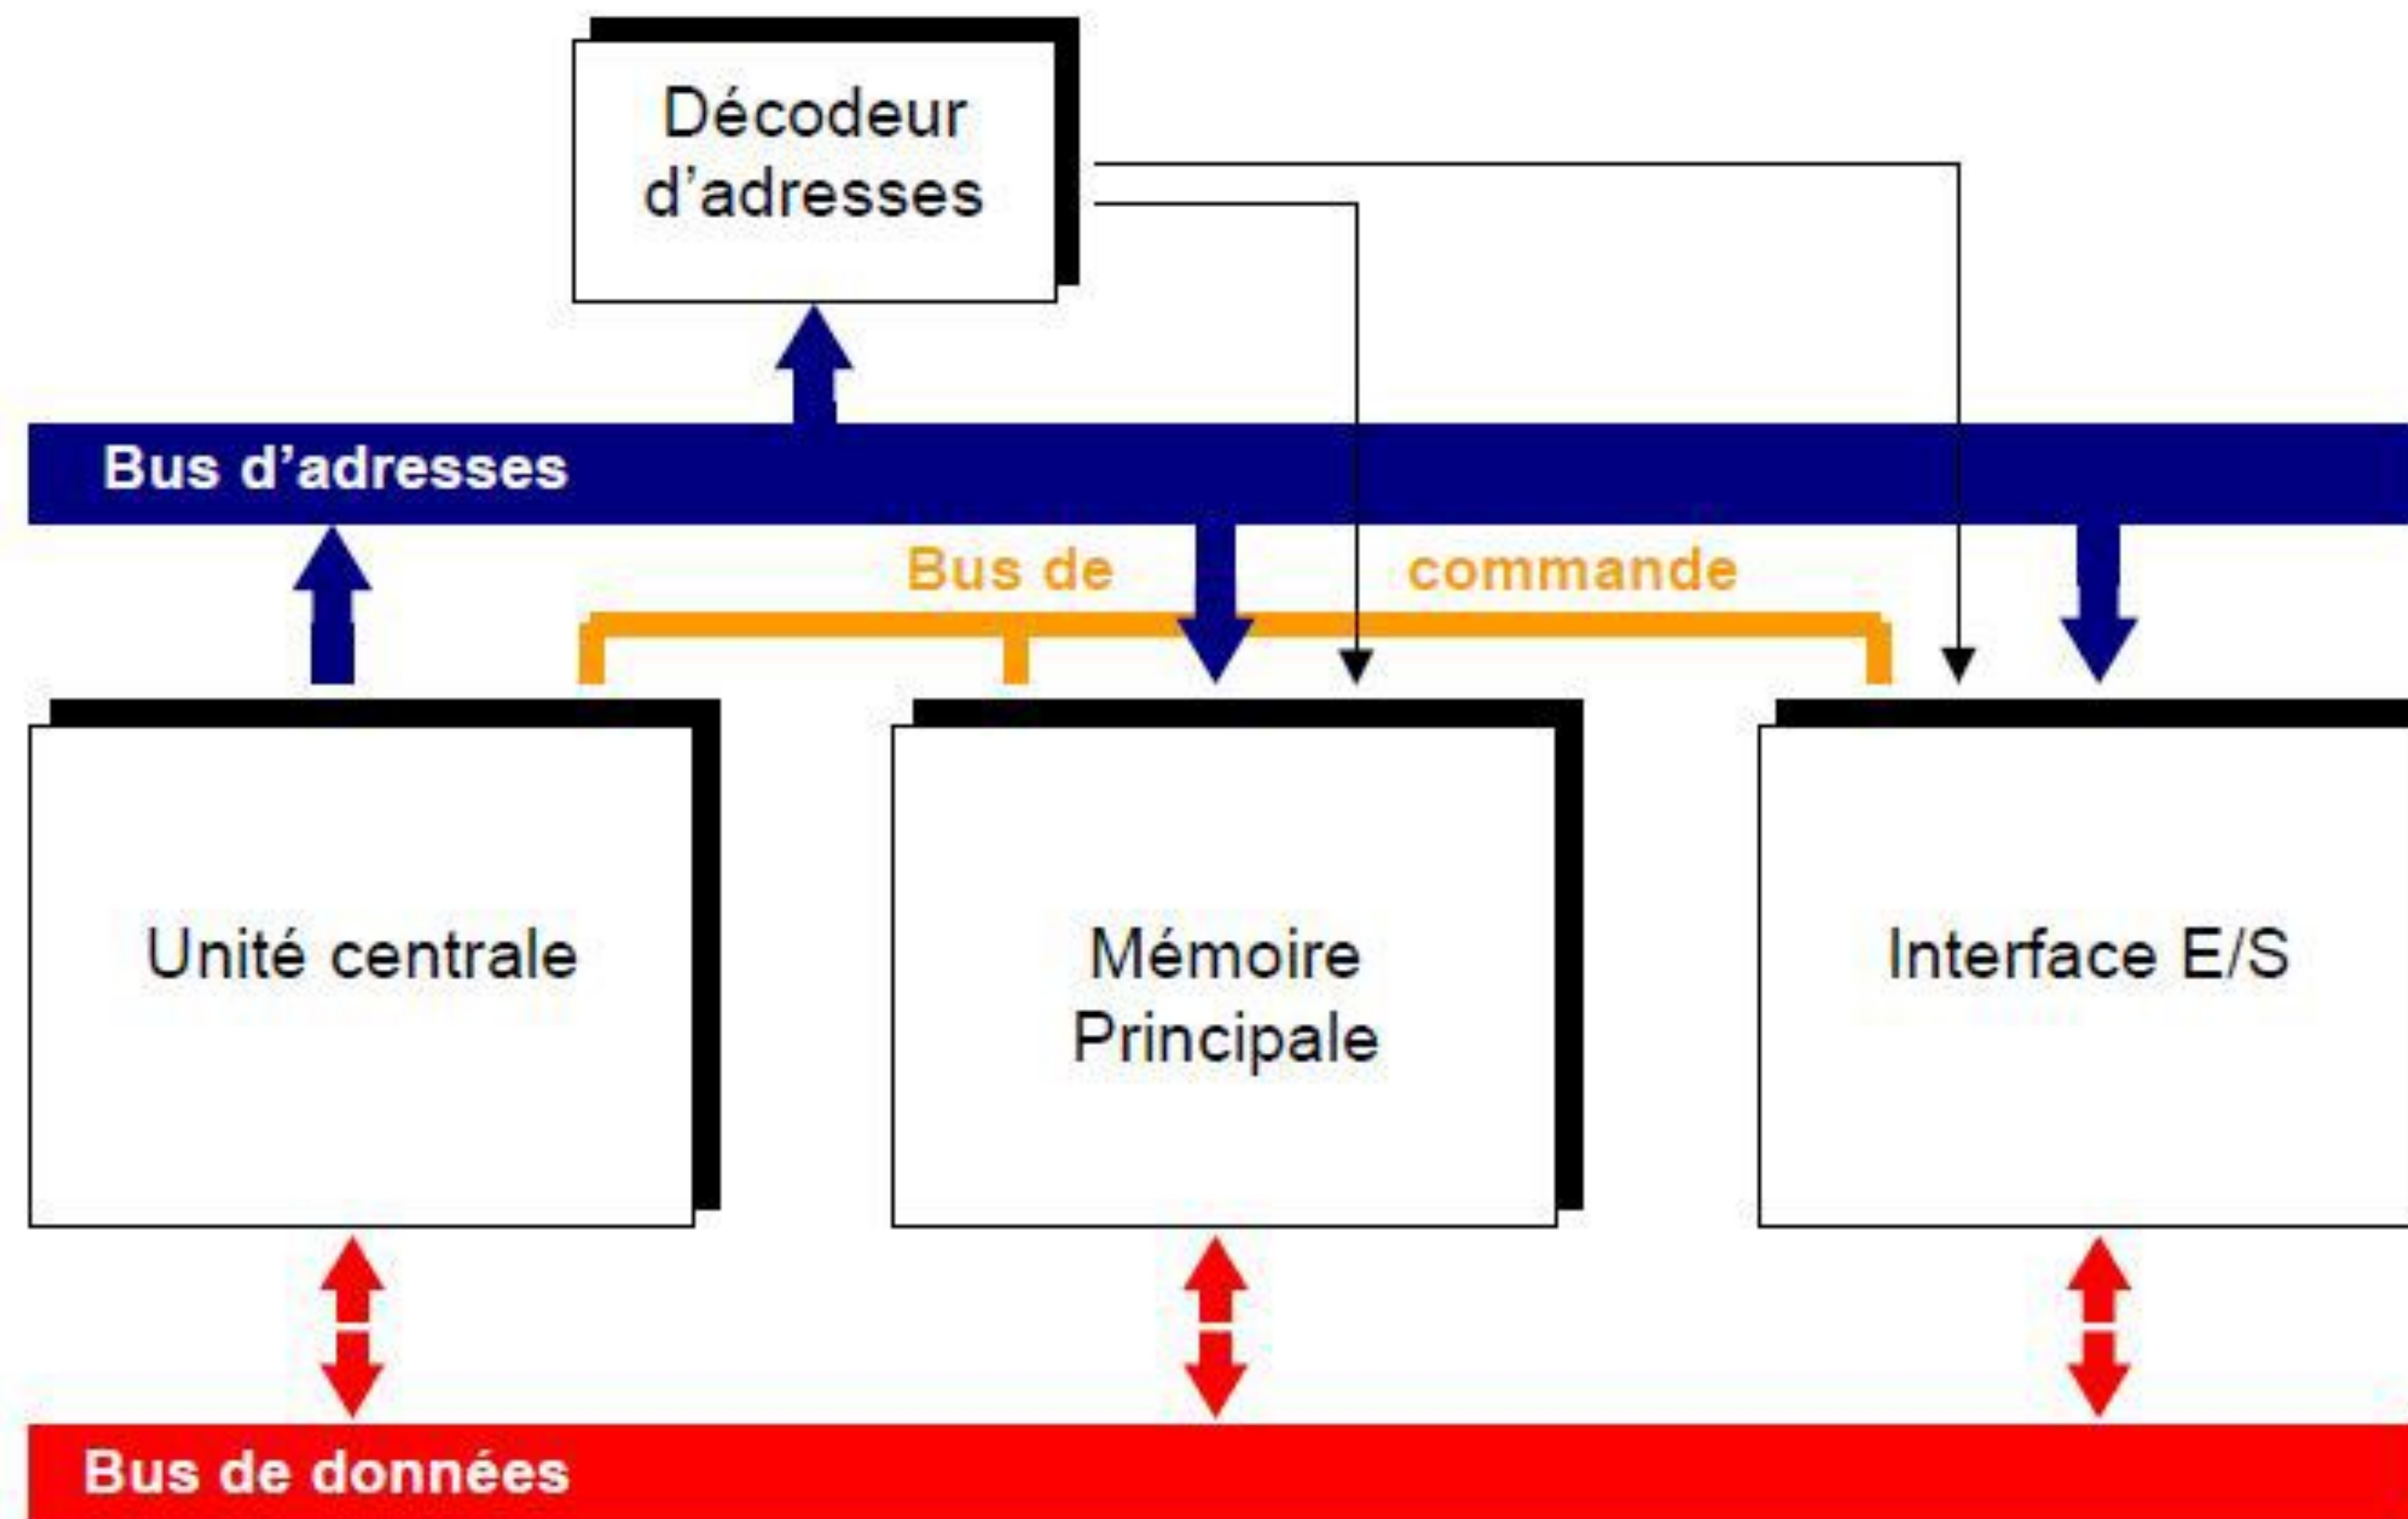 Décodeur
d'adresses
Bus d'adresses
Bus de commande
Unité centrale
Mémoire
Principale
Interface E/S
Bus de données